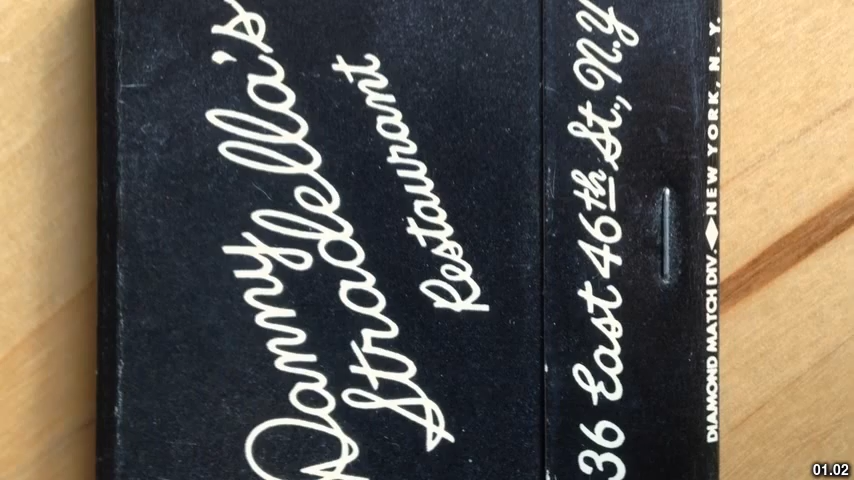 Danny
Stradella's
Restaurant
36 East 46th St., N.Y
DIAMOND MATCH DIV. ◆ NEW YORK, N. Y.
01.02